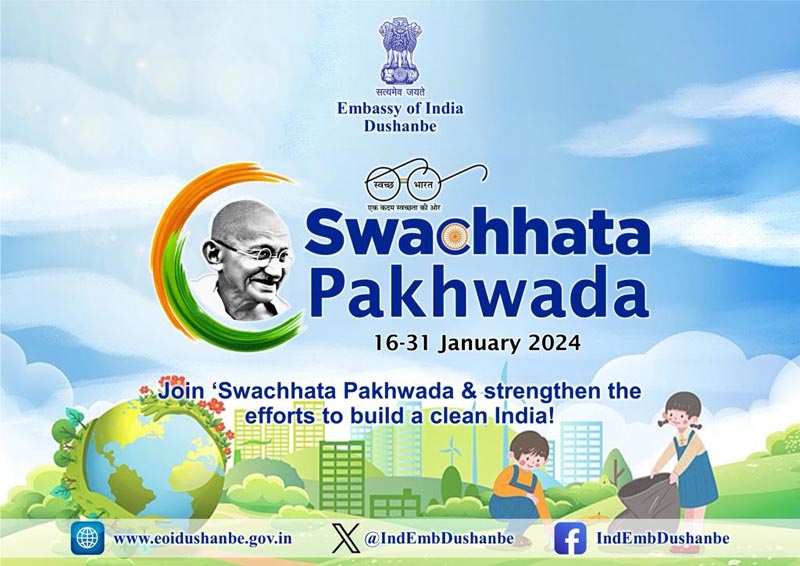 सत्यमेव जयते
Embassy of India
Dushanbe
स्वच्छ भारत
एक कदम स्वच्छता की ओर
Swachhata
Pakhwada
16-31 January 2024
Join ‘Swachhata Pakhwada & strengthen the
efforts to build a clean India!
www.eoidushanbe.gov.in @IndEmbDushanbe IndEmbDushanbe